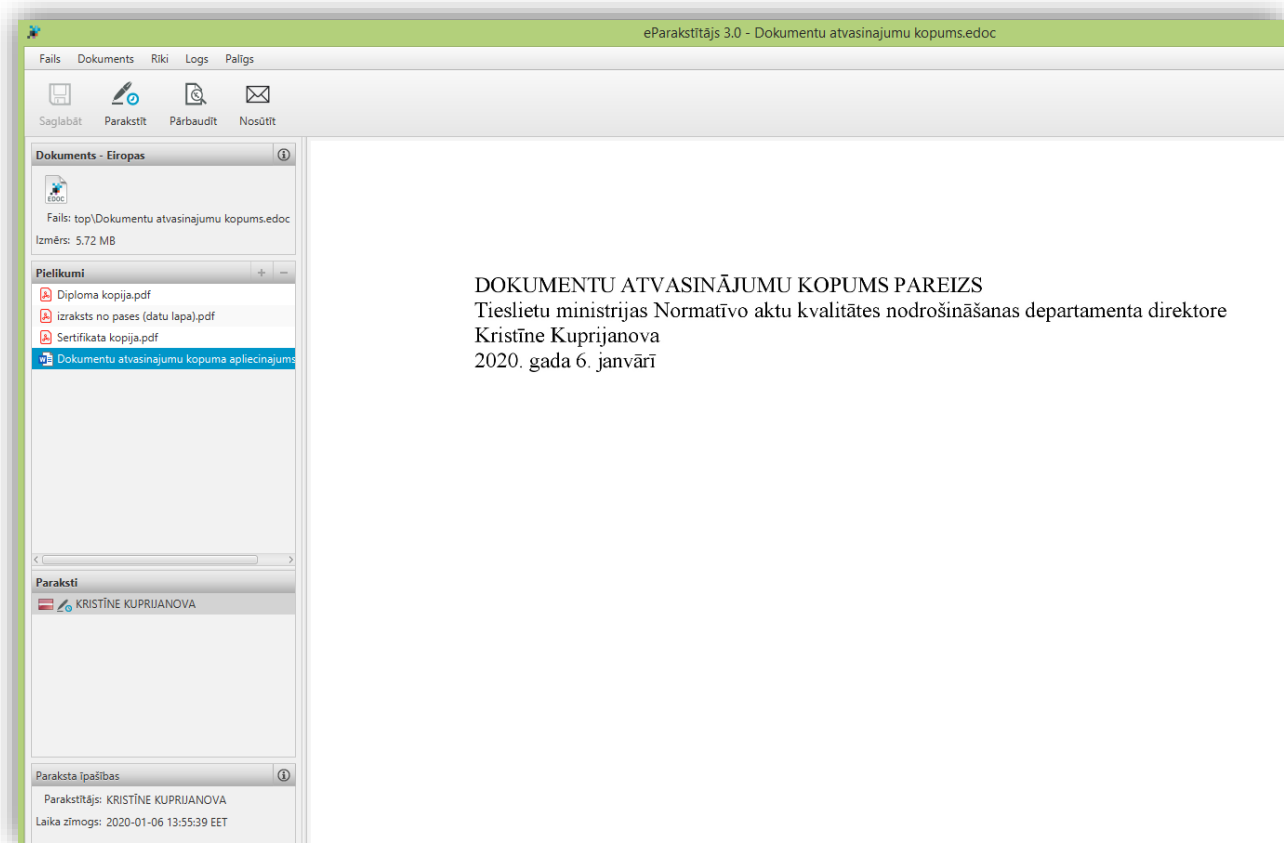 eParakstītājs 3.0 - Dokumentu atvasinajumu kopums.edoc
Fails Dokuments Rīki Logs Palīgs
Saglabāt Parakstīt Pārbaudīt Nosūtīt
Dokuments - Eiropas
EDOC
Fails: top\Dokumentu atvasinajumu kopums.edoc
Izmērs: 5.72 MB
Pielikumi
Diploma kopija.pdf
izraksts no pases (datu lapa).pdf
Sertifikata kopija.pdf
Dokumentu atvasinajumu kopuma apliecinajums
Paraksti
KRISTĪNE KUPRIJANOVA
Paraksta īpašības
Parakstītājs: KRISTĪNE KUPRIJANOVA
Laika zīmogs: 2020-01-06 13:55:39 EET
DOKUMENTU ATVASINĀJUMU KOPUMS PAREIZS
Tieslietu ministrijas Normatīvo aktu kvalitātes nodrošināšanas departamenta direktore
Kristīne Kuprijanova
2020. gada 6. janvārī